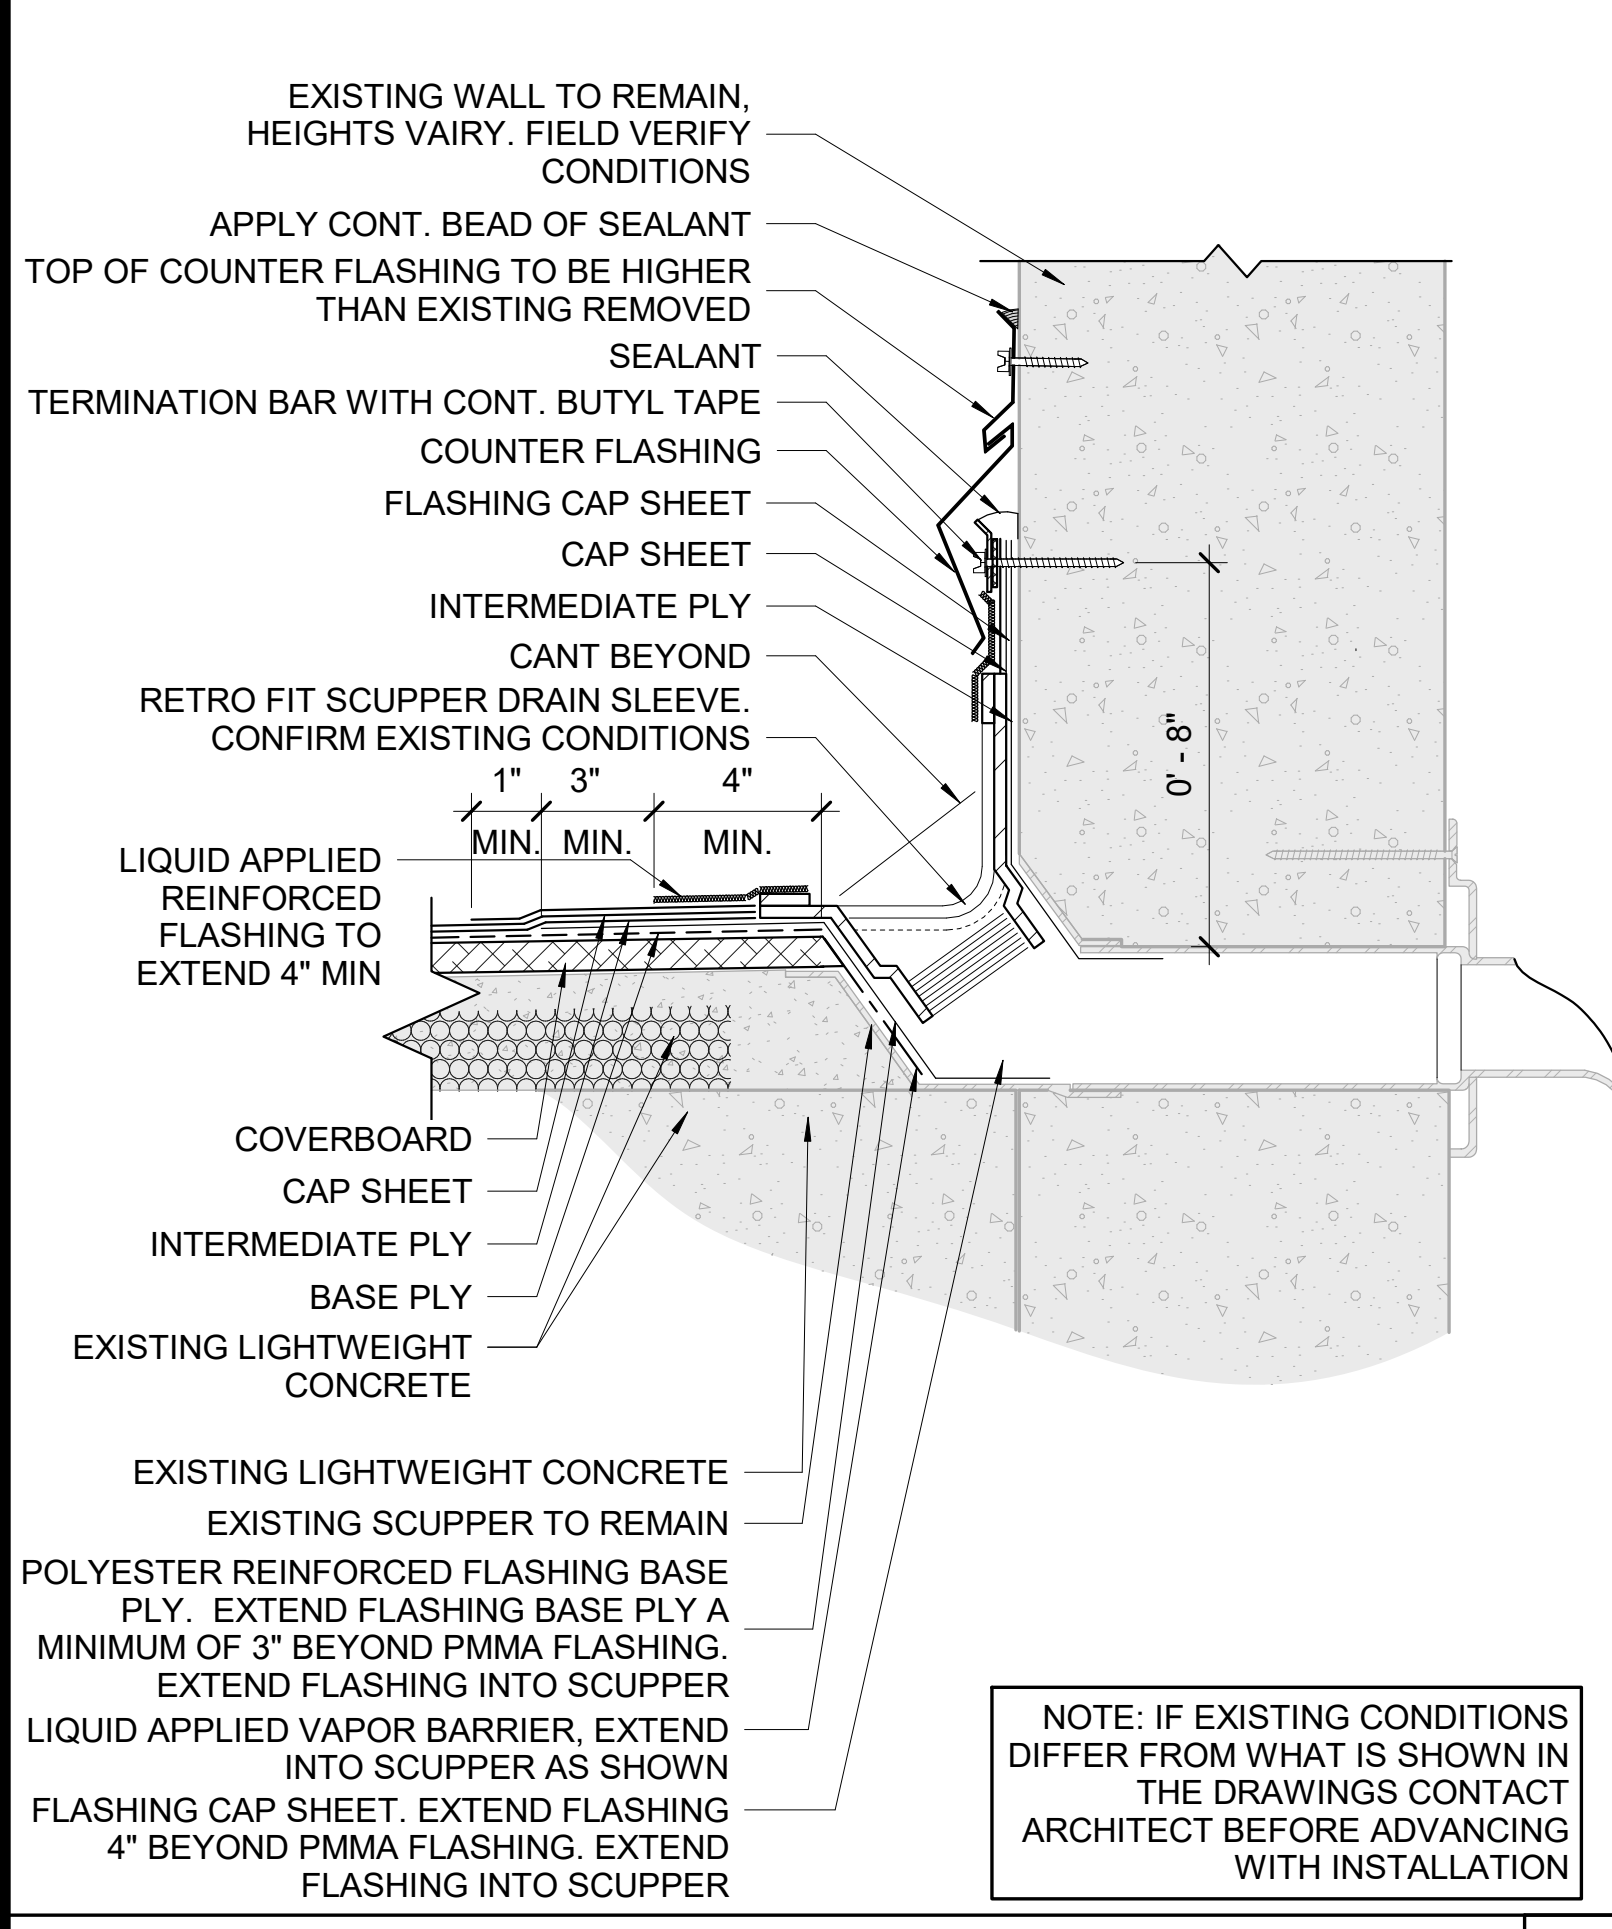 EXISTING WALL TO REMAIN,
HEIGHTS VAIRY. FIELD VERIFY
CONDITIONS
APPLY CONT. BEAD OF SEALANT
TOP OF COUNTER FLASHING TO BE HIGHER
THAN EXISTING REMOVED
SEALANT
TERMINATION BAR WITH CONT. BUTYL TAPE
COUNTER FLASHING
FLASHING CAP SHEET
CAP SHEET
INTERMEDIATE PLY
CANT BEYOND
RETRO FIT SCUPPER DRAIN SLEEVE.
CONFIRM EXISTING CONDITIONS
0' - 8"
1" 3" 4"
MIN. MIN. MIN.
LIQUID APPLIED
REINFORCED
FLASHING TO
EXTEND 4" MIN
COVERBOARD
CAP SHEET
INTERMEDIATE PLY
BASE PLY
EXISTING LIGHTWEIGHT
CONCRETE
EXISTING LIGHTWEIGHT CONCRETE
EXISTING SCUPPER TO REMAIN
POLYESTER REINFORCED FLASHING BASE
PLY. EXTEND FLASHING BASE PLY A
MINIMUM OF 3" BEYOND PMMA FLASHING.
EXTEND FLASHING INTO SCUPPER
LIQUID APPLIED VAPOR BARRIER, EXTEND
INTO SCUPPER AS SHOWN
FLASHING CAP SHEET. EXTEND FLASHING
4" BEYOND PMMA FLASHING. EXTEND
FLASHING INTO SCUPPER
NOTE: IF EXISTING CONDITIONS
DIFFER FROM WHAT IS SHOWN IN
THE DRAWINGS CONTACT
ARCHITECT BEFORE ADVANCING
WITH INSTALLATION